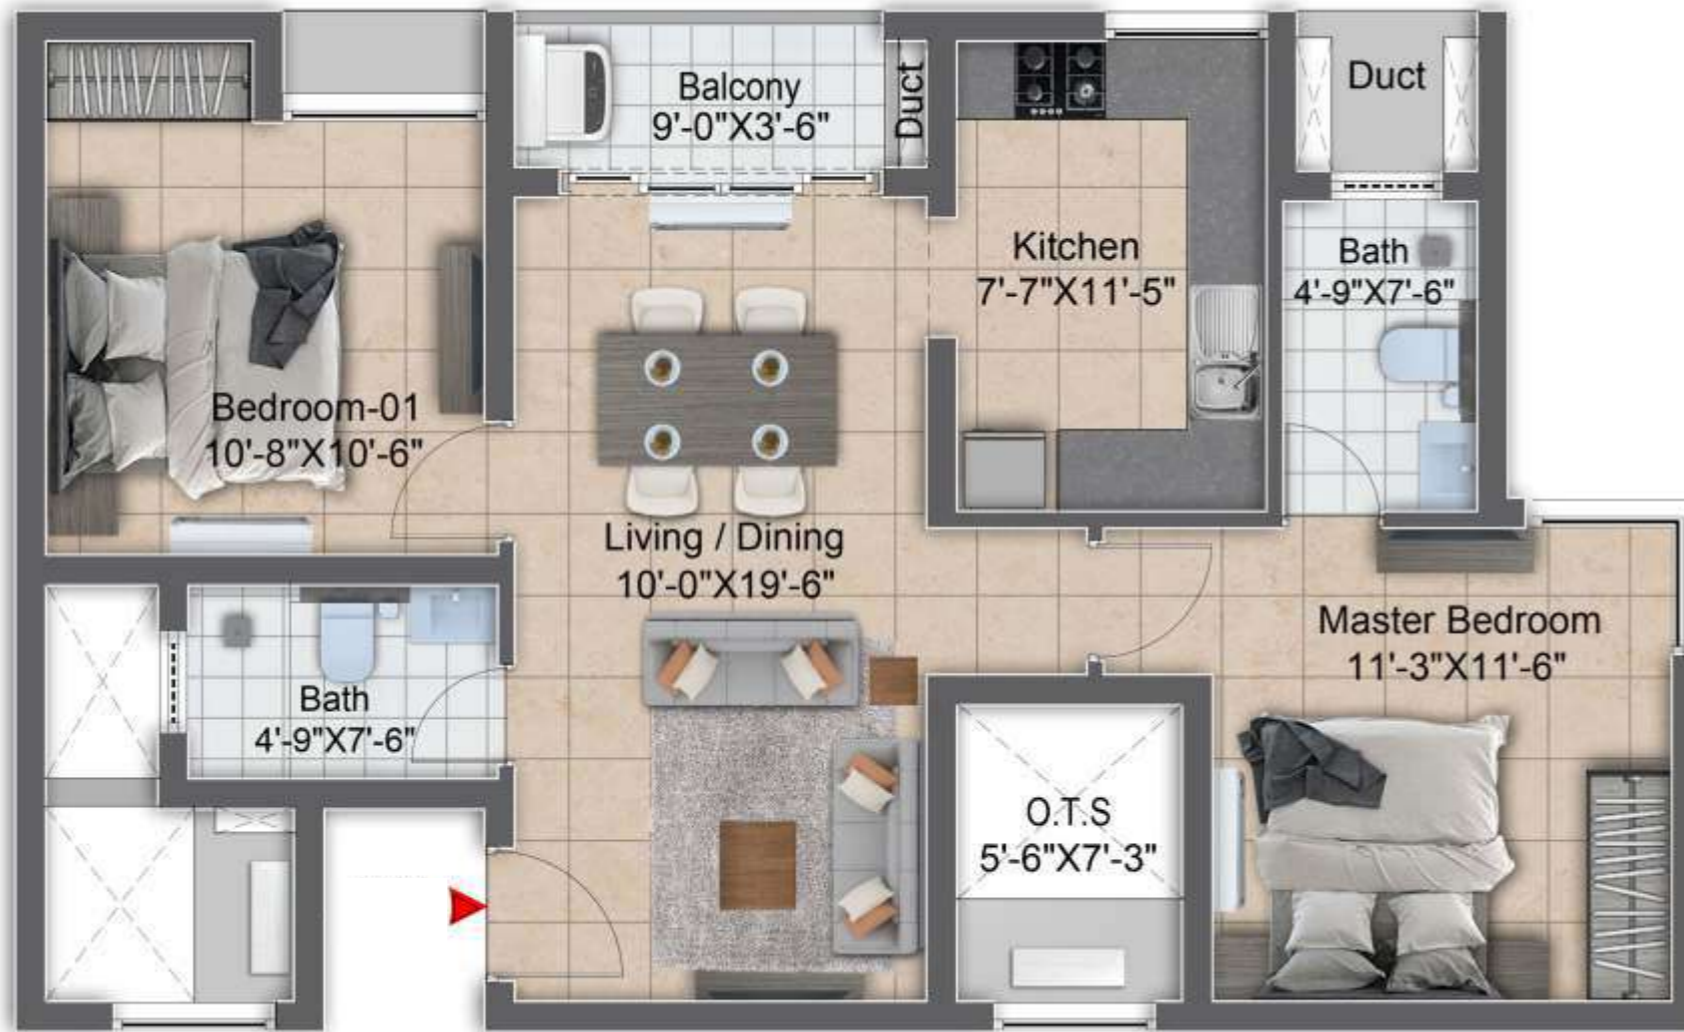 Balcony
9'-0"X3'-6"
Duct
Duct
Kitchen
7'-7"X11'-5"
Bath
4'-9"X7'-6"
Bedroom-01
10'-8"X10'-6"
Living / Dining
10'-0"X19'-6"
Master Bedroom
11'-3"X11'-6"
Bath
4'-9"X7'-6"
O.T.S
5'-6"X7'-3"